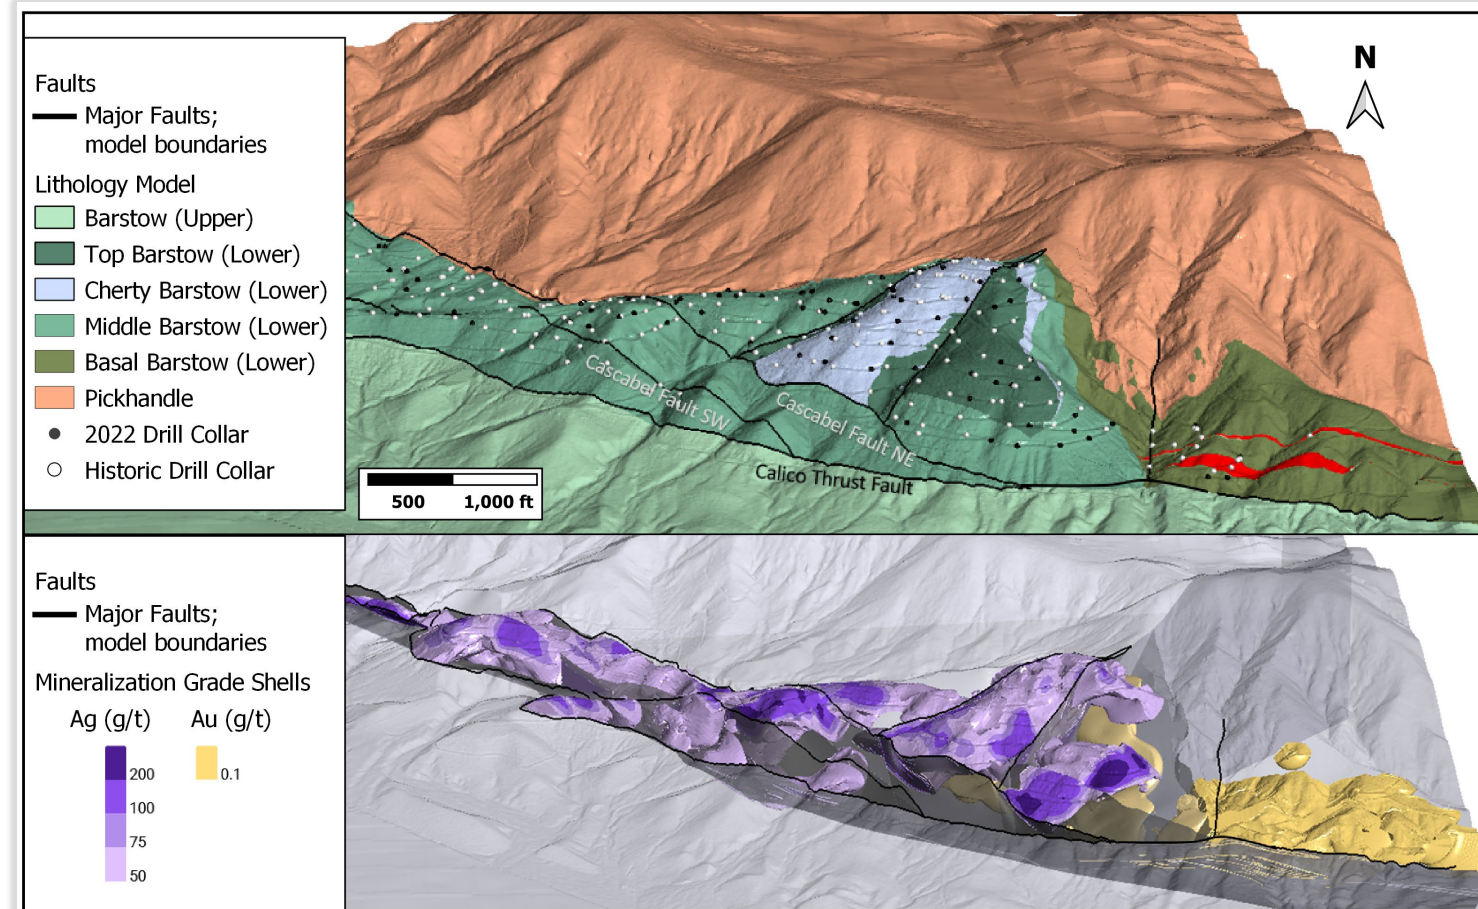 N
Faults
Major Faults;
model boundaries
Lithology Model
Barstow (Upper)
Top Barstow (Lower)
Cherty Barstow (Lower)
Middle Barstow (Lower)
Basal Barstow (Lower)
Pickhandle
2022 Drill Collar
Historic Drill Collar
Cascabel Fault SW
Cascabel Fault NE
Calico Thrust Fault
500 1,000 ft
Faults
Major Faults;
model boundaries
Mineralization Grade Shells
Ag (g/t) Au (g/t)
200 0.1
100
75
50